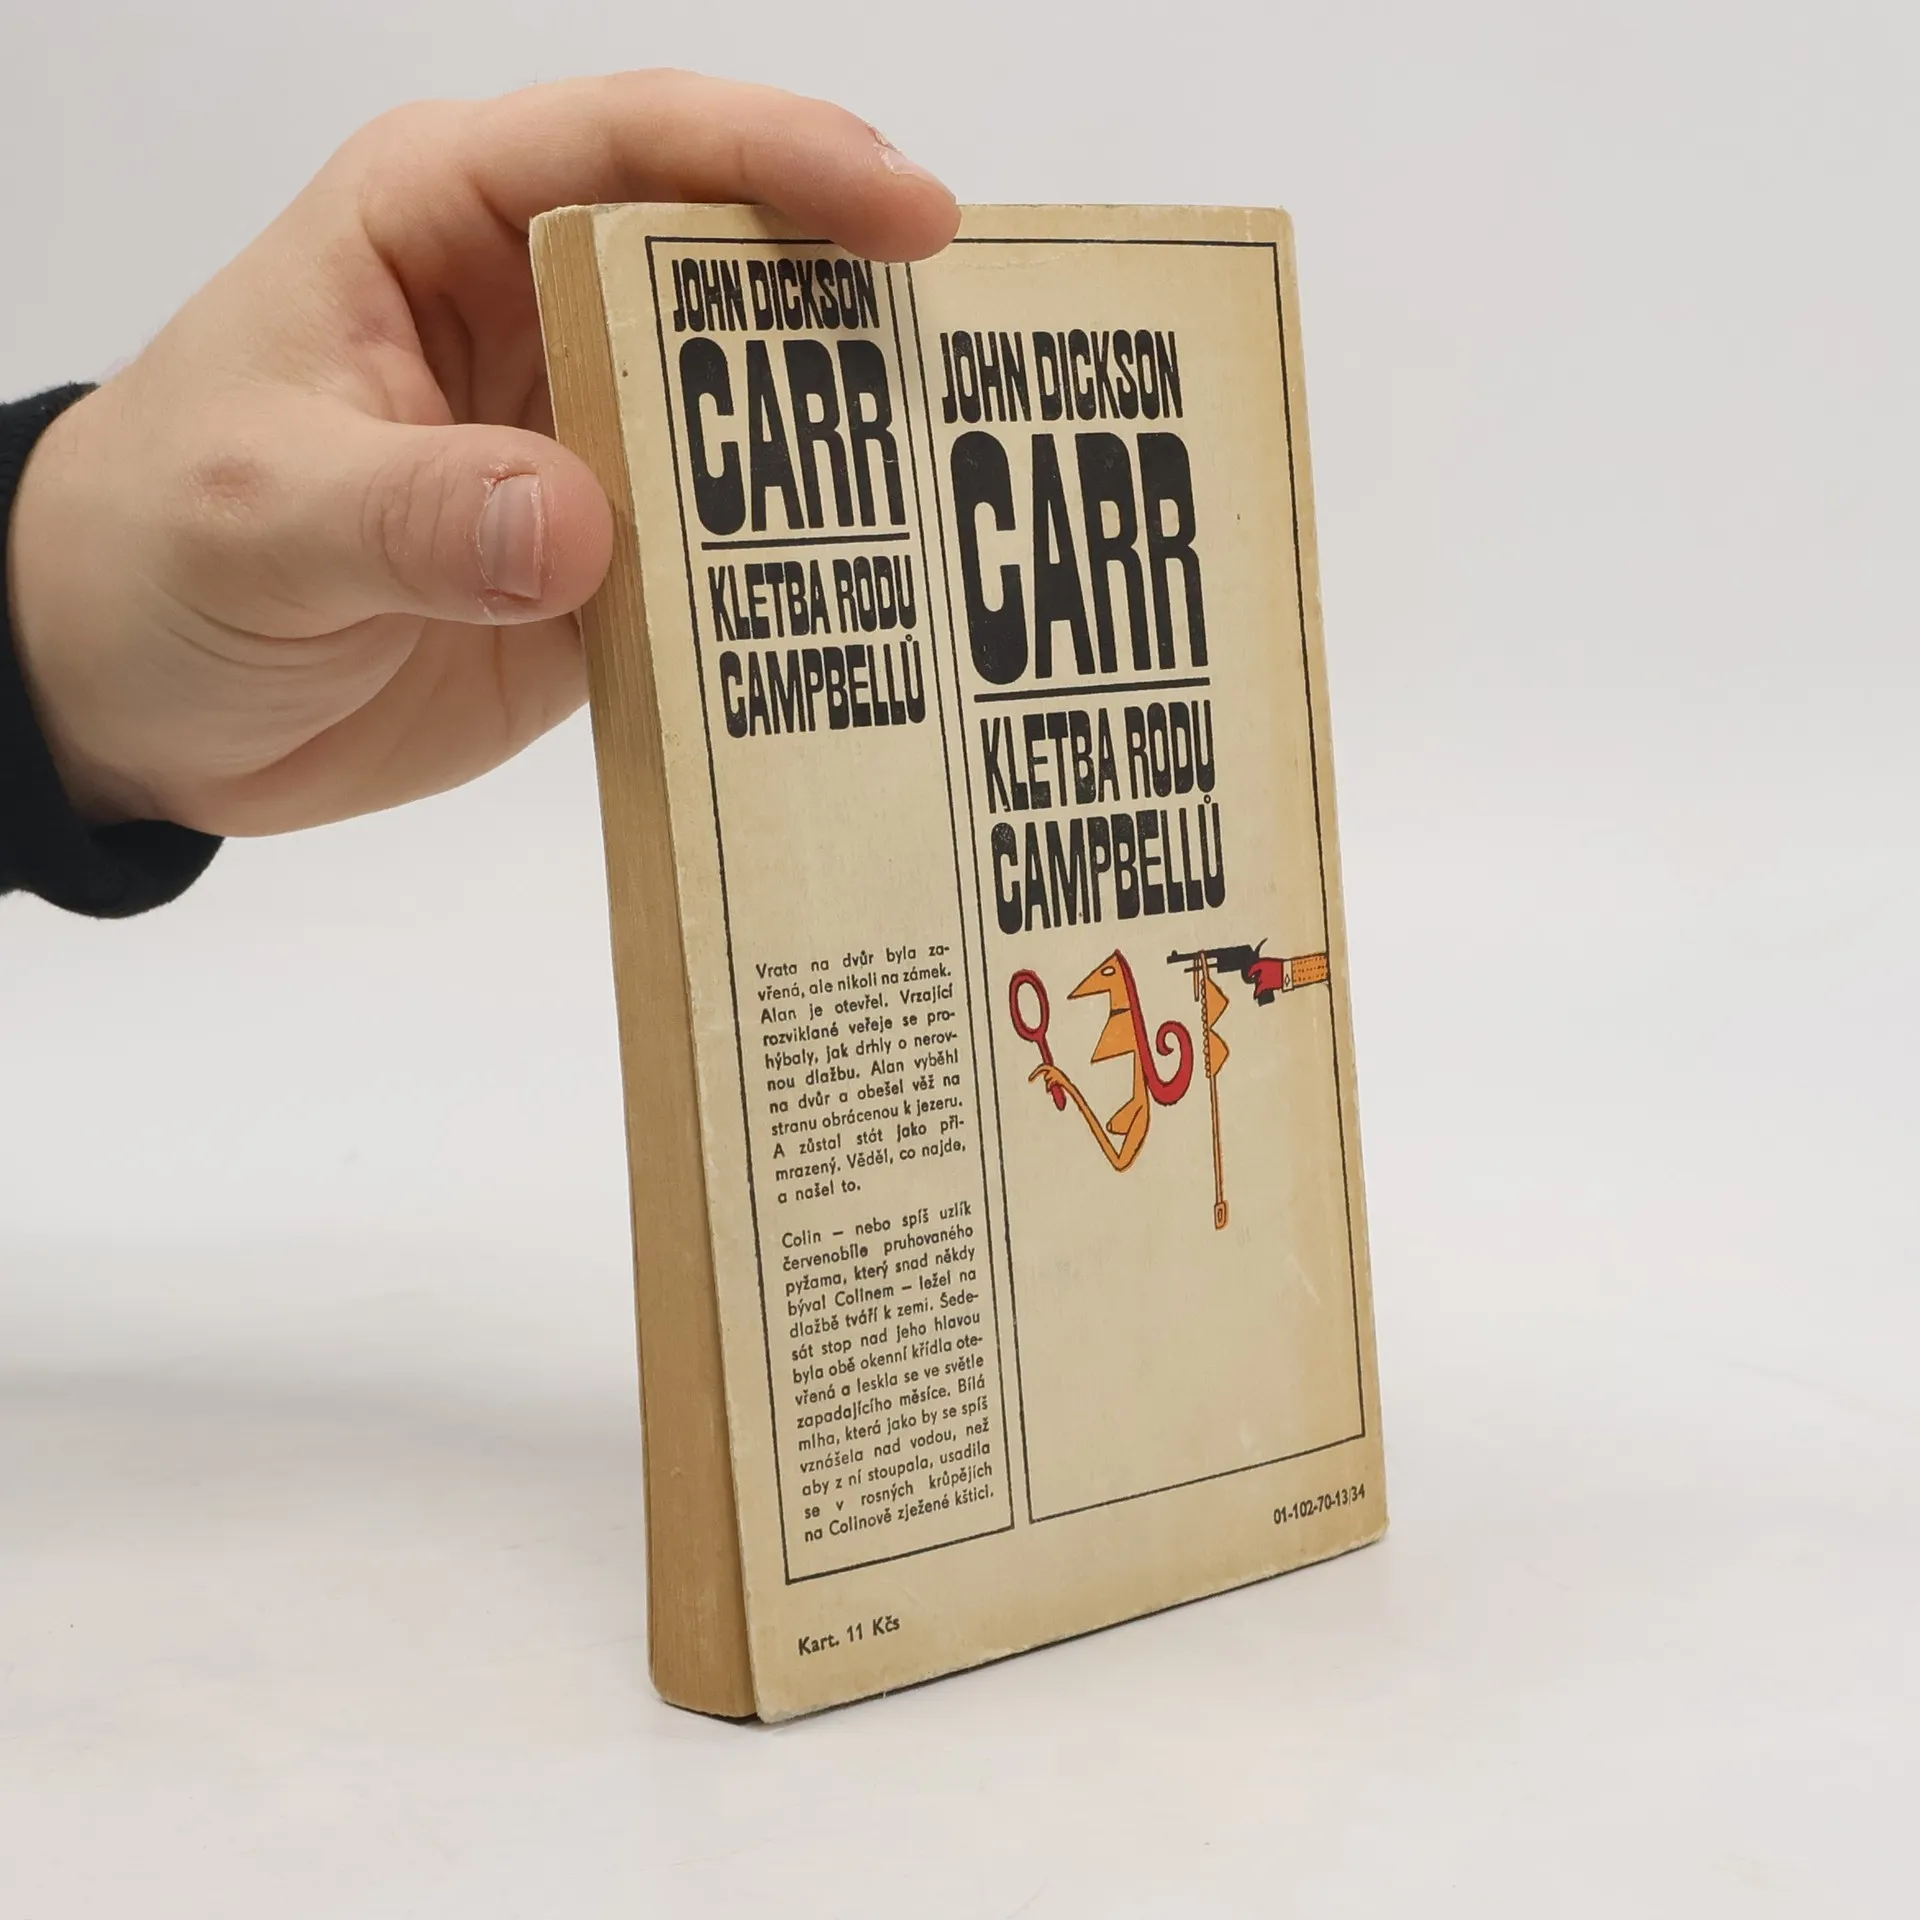 JOHN DICKSON
CARR
KLETBA RODU
CAMPBELLŮ
Vrata na dvůr byla za-
vřená, ale nikoli na zámek.
Alan je otevřel. Vrzající
rozviklané veřeje se pro-
hýbaly, jak drhly o nerov-
nou dlažbu. Alan vyběhl
na dvůr a obešel věž na
stranu obrácenou k jezeru.
A zůstal stát jako při-
mrazený. Věděl, co najde,
a našel to.
Colin – nebo spíš uzlík
červenobíle pruhovaného
pyžama, který snad někdy
býval Colinem – ležel na
dlažbě tváří k zemi. Šede-
sát stop nad jeho hlavou
byla obě okenní křídla ote-
vřená a leskla se ve světle
zapadajícího měsíce. Bílá
mlha, která jako by se spíš
vznášela nad vodou, než
aby z ní stoupala, usadila
se v rosných krůpějích
na Colinově zježené kštici.
Kart. 11 Kčs
JOHN DICKSON
CARR
KLETBA RODU
CAMPBELLŮ
01-102-70-13/34